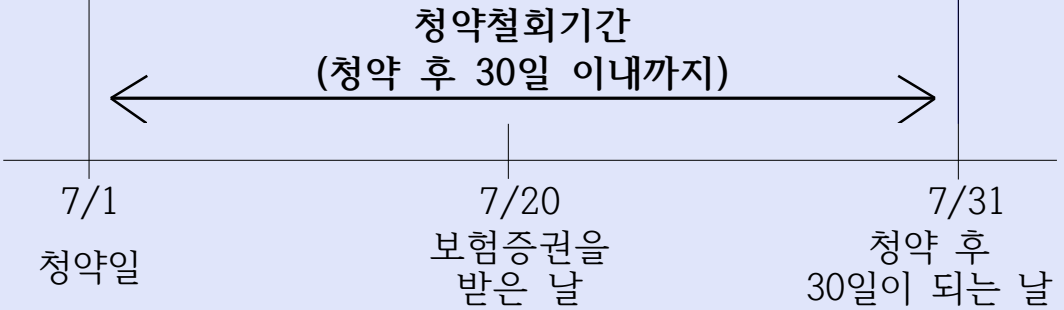 청약철회기간
(청약 후 30일 이내까지)
7/1
7/20
7/31
청약일
보험증권을
받은 날
청약 후
30일이 되는 날